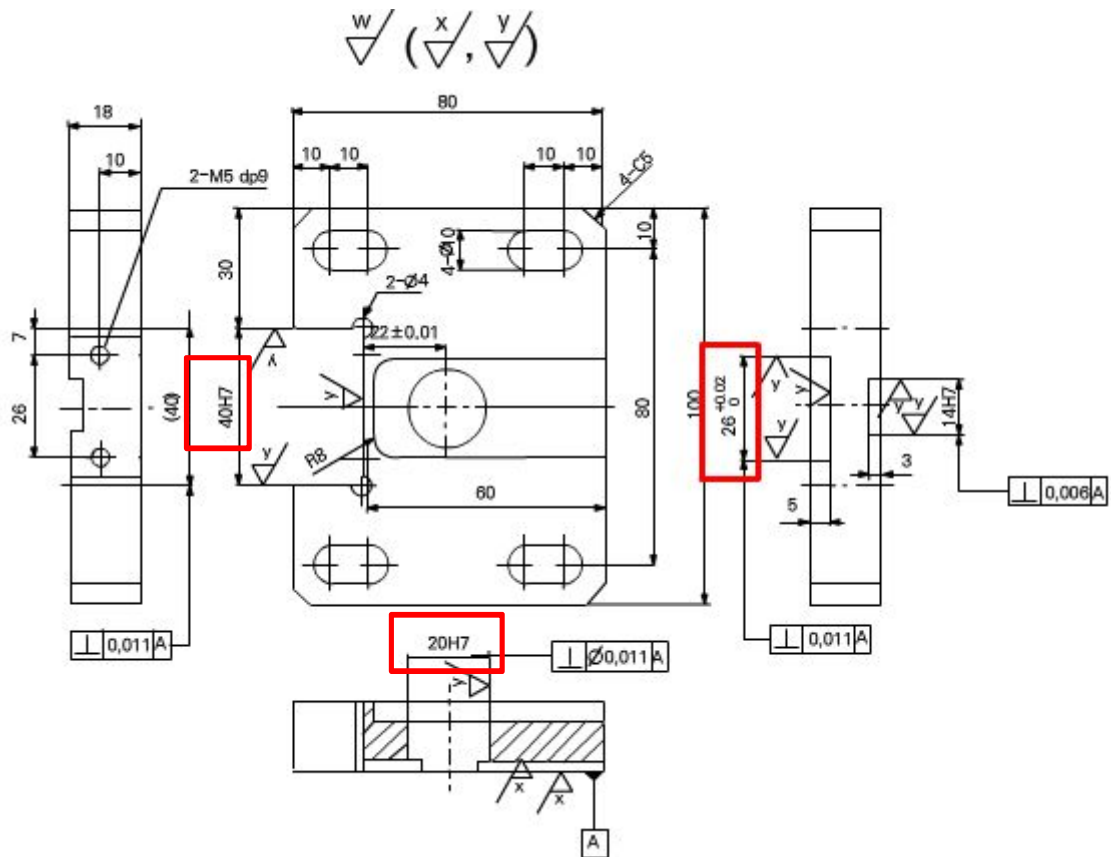 w
x , y
( , )
80
18
10
10 10
10 10
2-M5 dp9
4-C5
10
4-Ø10
30
2-Ø4
22±0.01
7
26
(40)
40H7
y
y
y
R8
60
80
100
26 +0.02 0
y
y
y
y
y
14H7
3
5
⊥ 0,006 A
⊥ 0,011 A
⊥ 0,011 A
20H7
⊥ Ø0,011 A
y
x
x
A